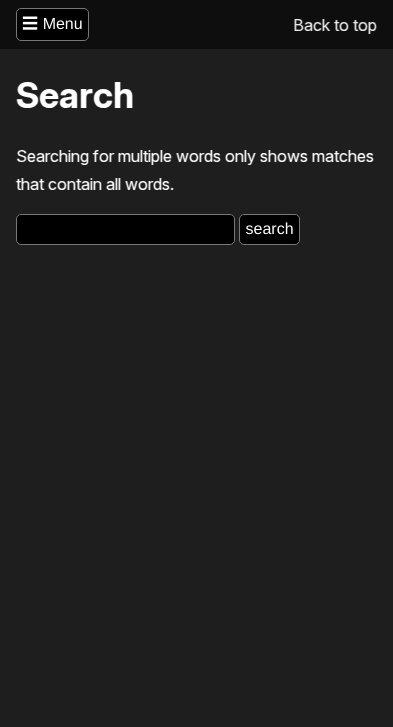 ☰ Menu
Back to top
Search
Searching for multiple words only shows matches
that contain all words.
search